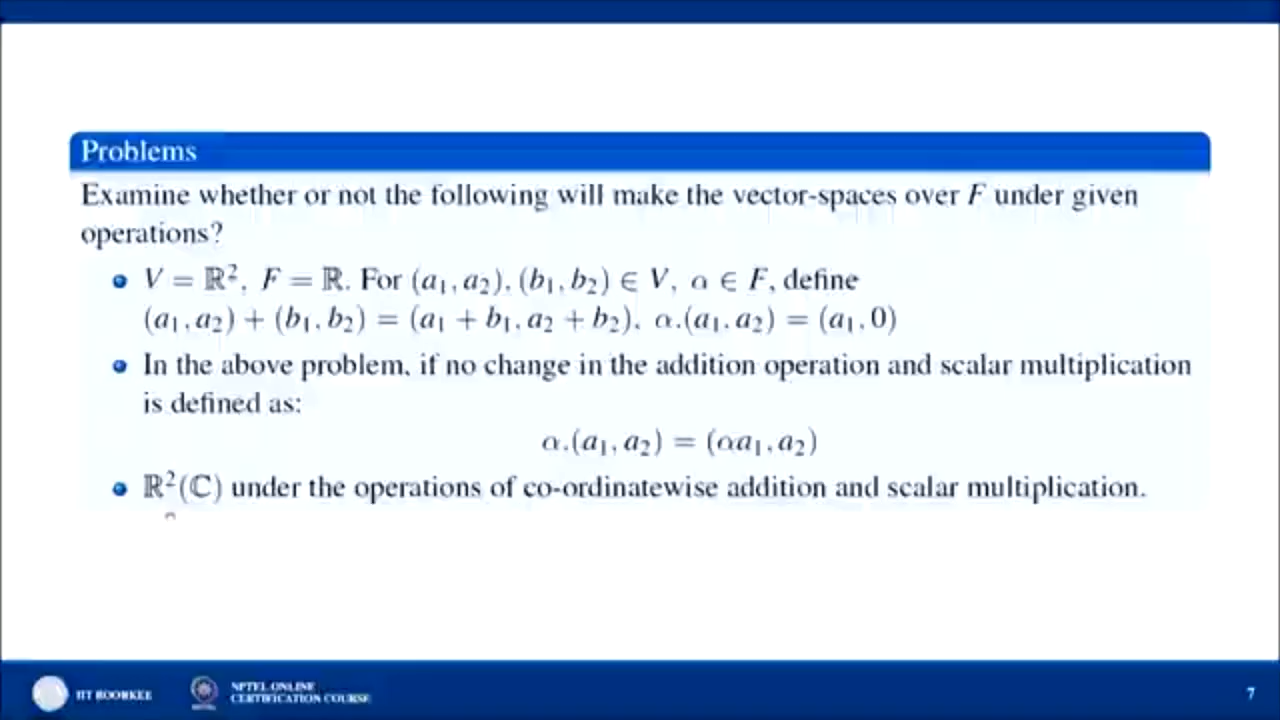 Problems
Examine whether or not the following will make the vector-spaces over F under given
operations?
• V = ℝ², F = ℝ. For (a₁, a₂), (b₁, b₂) ∈ V, α ∈ F, define
(a₁, a₂) + (b₁, b₂) = (a₁ + b₁, a₂ + b₂), α.(a₁, a₂) = (a₁, 0)
• In the above problem, if no change in the addition operation and scalar multiplication
is defined as:
α.(a₁, a₂) = (αa₁, a₂)
• ℝ²(ℂ) under the operations of co-ordinatewise addition and scalar multiplication.
IIT ROORKEE
NPTEL ONLINE
CERTIFICATION COURSE
7